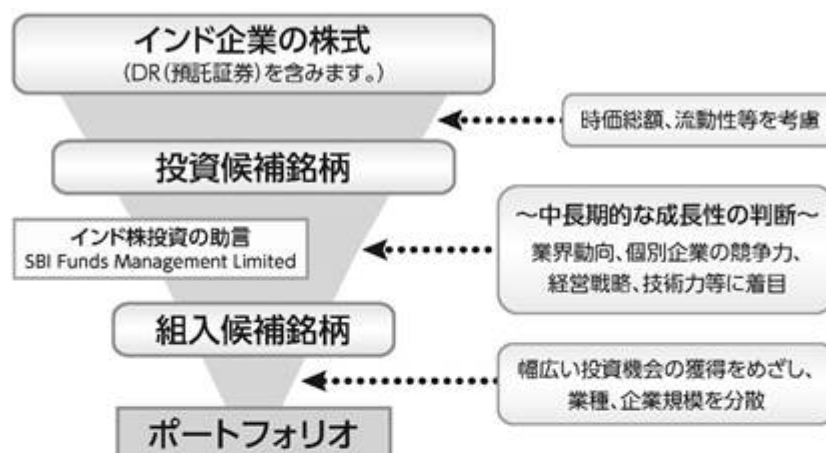 インド企業の株式
(DR(預託証券)を含みます。)
時価総額、流動性等を考慮
投資候補銘柄
インド株投資の助言
SBI Funds Management Limited
～中長期的な成長性の判断～
業界動向、個別企業の競争力、
経営戦略、技術力等に着目
組入候補銘柄
幅広い投資機会の獲得をめざし、
業種、企業規模を分散
ポートフォリオ